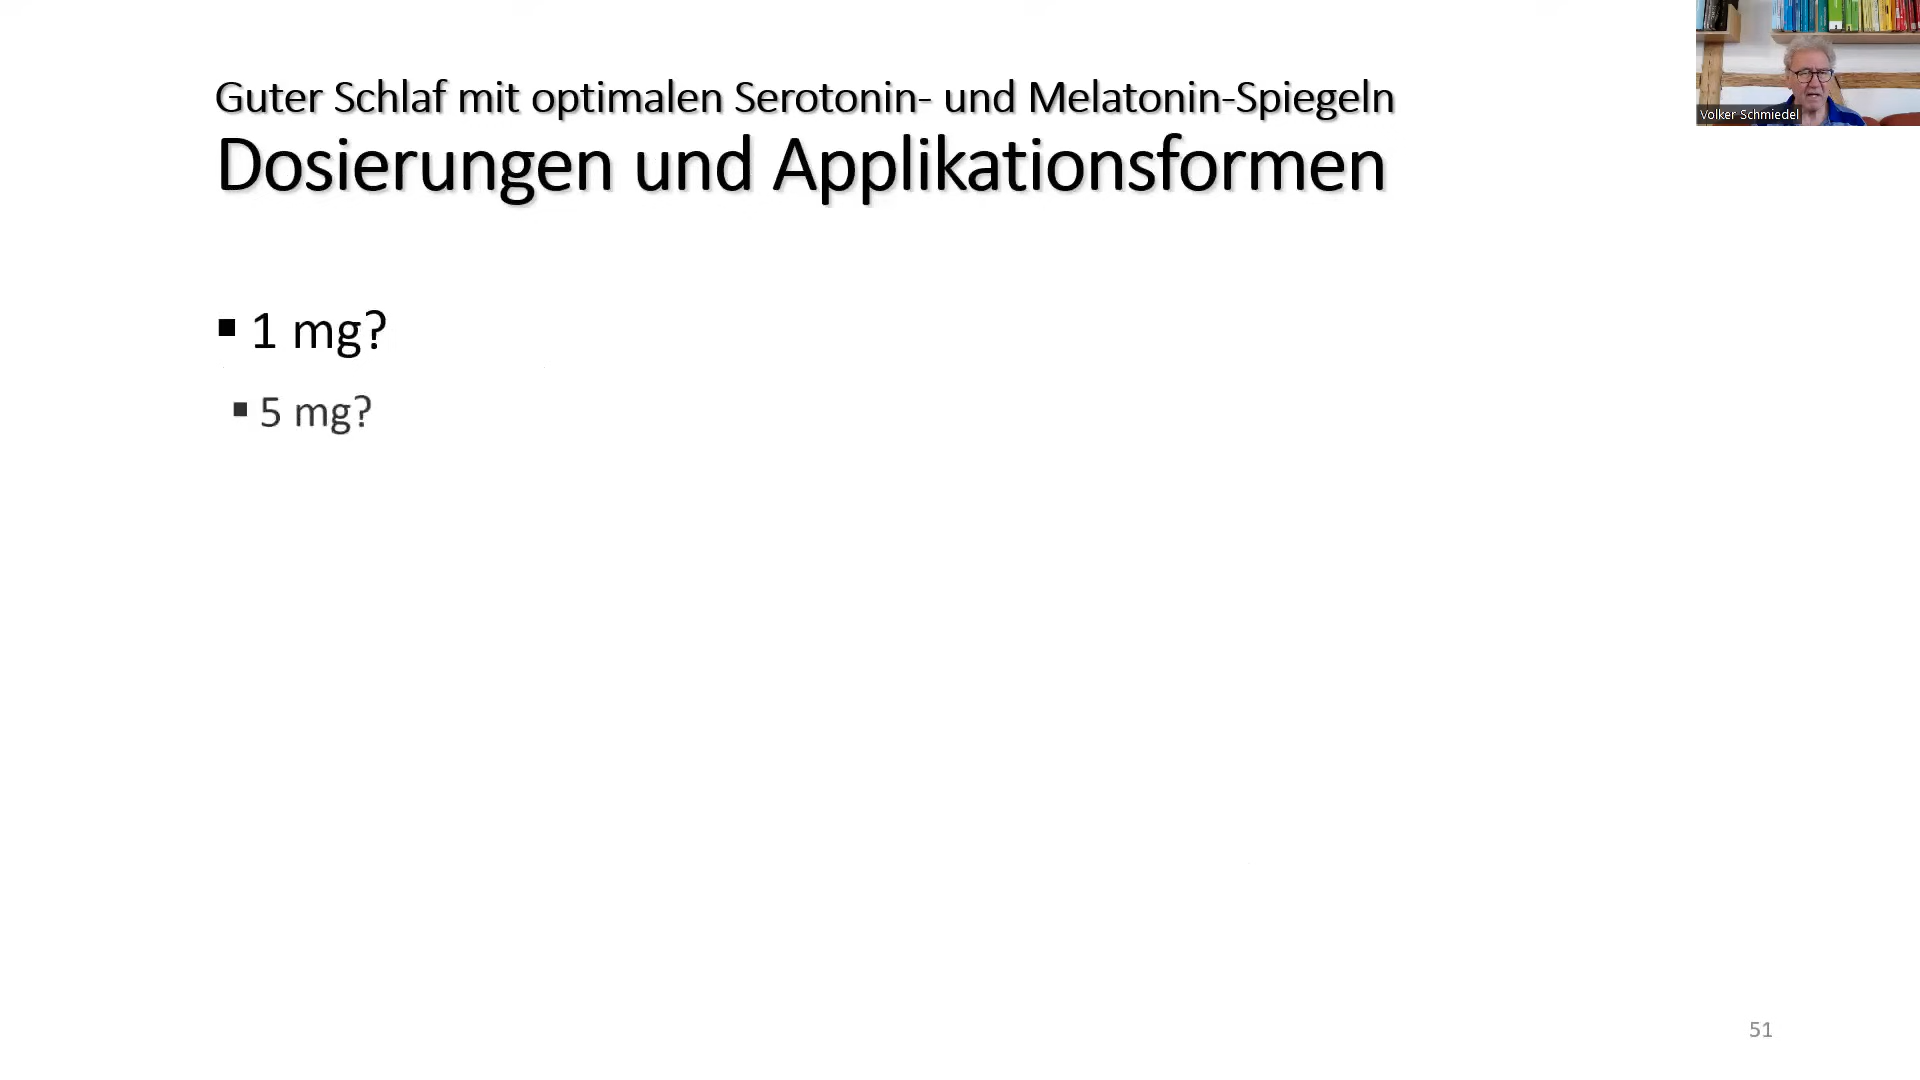 Guter Schlaf mit optimalen Serotonin- und Melatonin-Spiegeln
Dosierungen und Applikationsformen
Volker Schmiedel
▪ 1 mg?
▪ 5 mg?
51